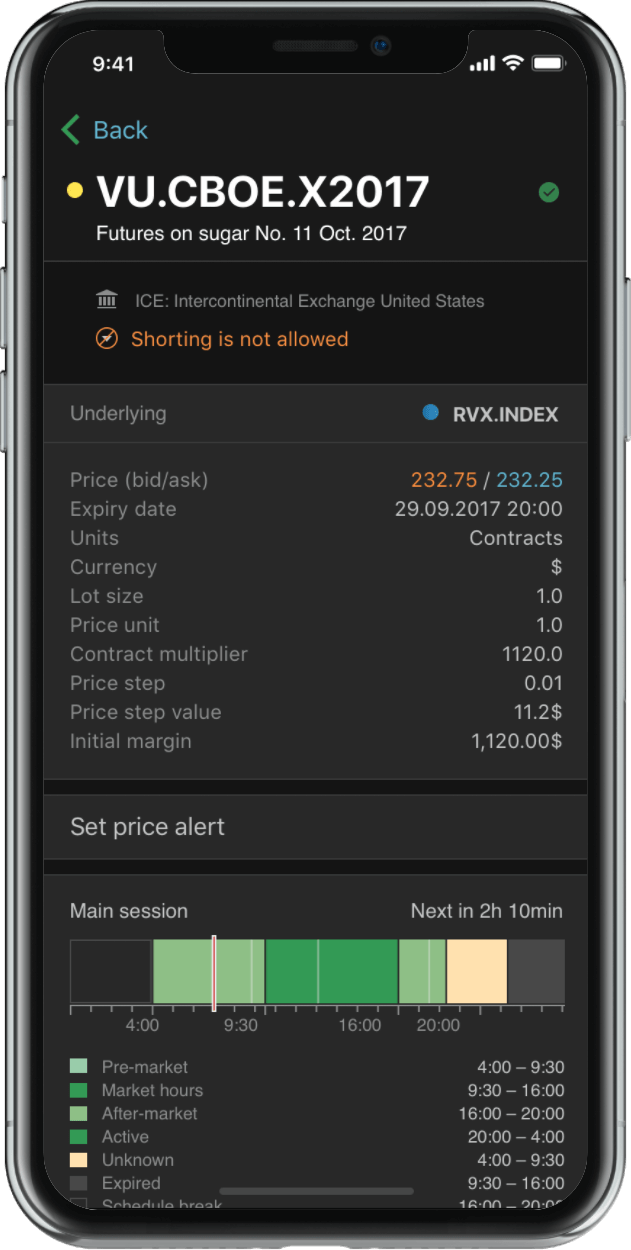 9:41
Back
VU.CBOE.X2017
Futures on sugar No. 11 Oct. 2017
ICE: Intercontinental Exchange United States
Shorting is not allowed
Underlying RVX.INDEX
Price (bid/ask) 232.75 / 232.25
Expiry date 29.09.2017 20:00
Units Contracts
Currency $
Lot size 1.0
Price unit 1.0
Contract multiplier 1120.0
Price step 0.01
Price step value 11.2$
Initial margin 1,120.00$
Set price alert
Main session Next in 2h 10min
4:00 9:30 16:00 20:00
Pre-market 4:00 – 9:30
Market hours 9:30 – 16:00
After-market 16:00 – 20:00
Active 20:00 – 4:00
Unknown 4:00 – 9:30
Expired 9:30 – 16:00
Schedule break 16:00 – 20:00